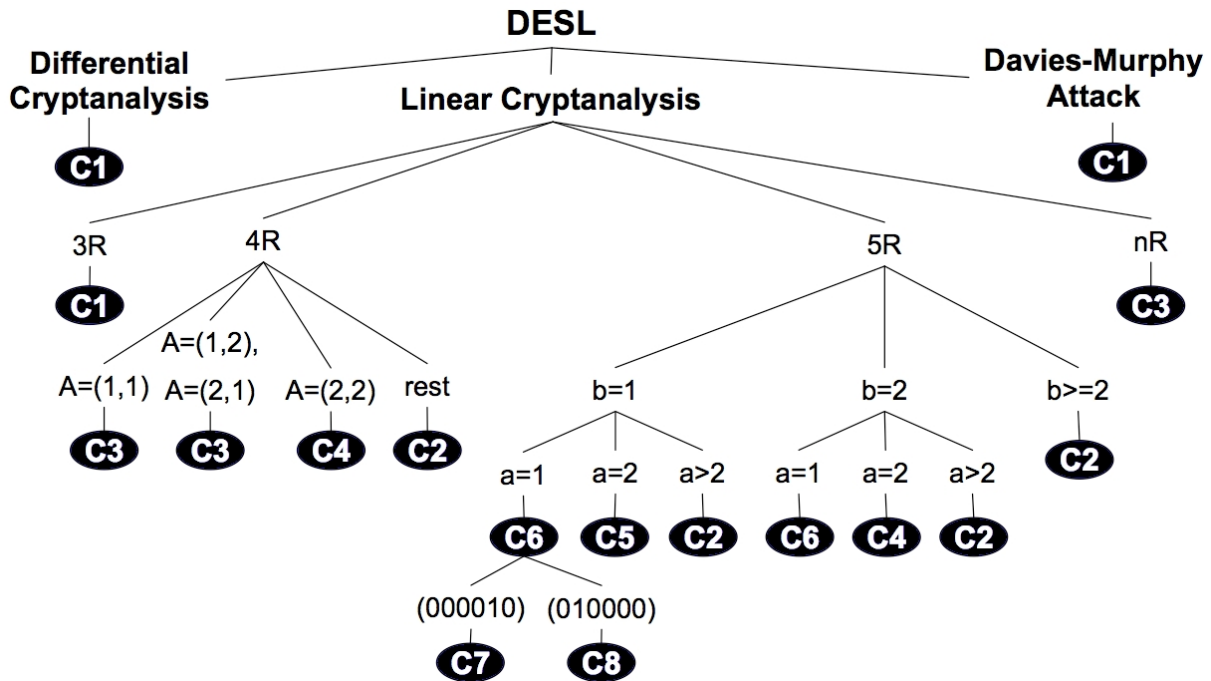 DESL
Differential
Cryptanalysis
Linear Cryptanalysis
Davies-Murphy
Attack
C1
C1
3R
4R
5R
nR
C1
C3
A=(1,2),
A=(1,1) A=(2,1) A=(2,2) rest
b=1 b=2 b>=2
C3 C3 C4 C2
C2
a=1 a=2 a>2 a=1 a=2 a>2
C6 C5 C2 C6 C4 C2
(000010) (010000)
C7 C8